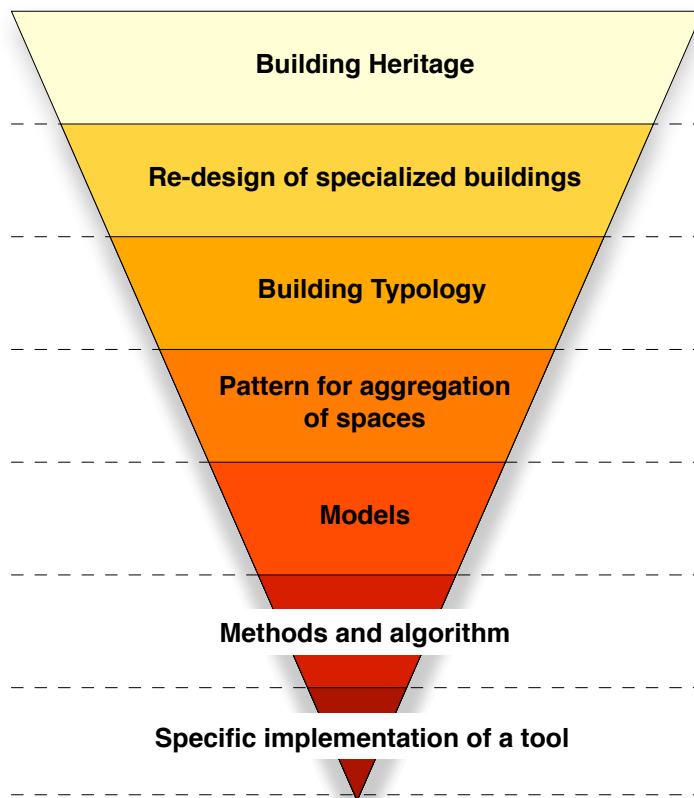 Building Heritage
Re-design of specialized buildings
Building Typology
Pattern for aggregation
of spaces
Models
Methods and algorithm
Specific implementation of a tool